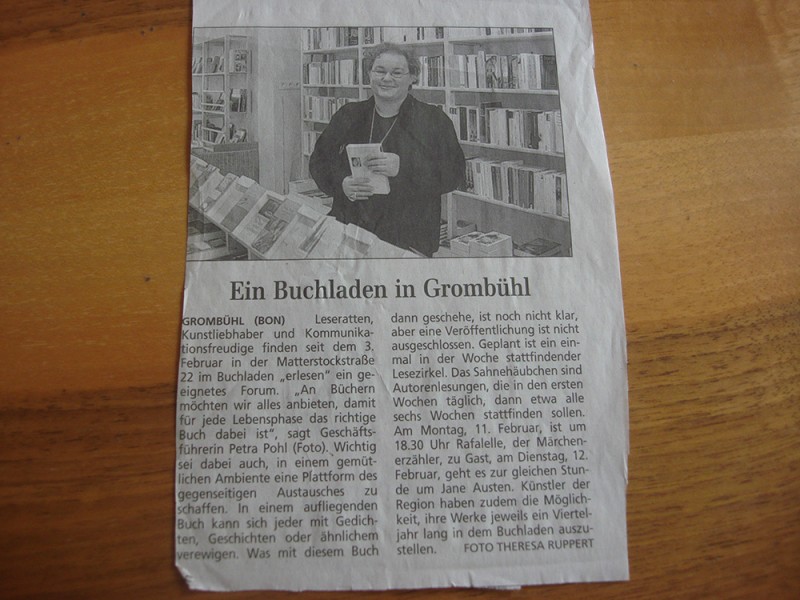 Ein Buchladen in Grombühl
GROMBÜHL (BON) Leseratten,
Kunstliebhaber und Kommunika-
tionsfreudige finden seit dem 3.
Februar in der Matterstockstraße
22 im Buchladen „erlesen“ ein ge-
eignetes Forum. „An Büchern
möchten wir alles anbieten, damit
für jede Lebensphase das richtige
Buch dabei ist“, sagt Geschäfts-
führerin Petra Pohl (Foto). Wichtig
sei dabei auch, in einem gemüt-
lichen Ambiente eine Plattform des
gegenseitigen Austausches zu
schaffen. In einem aufliegenden
Buch kann sich jeder mit Gedich-
ten, Geschichten oder ähnlichem
verewigen. Was mit diesem Buch
dann geschehe, ist noch nicht klar,
aber eine Veröffentlichung ist nicht
ausgeschlossen. Geplant ist ein ein-
mal in der Woche stattfindender
Lesezirkel. Das Sahnehäubchen sind
Autorenlesungen, die in den ersten
Wochen täglich, dann etwa alle
sechs Wochen stattfinden sollen.
Am Montag, 11. Februar, ist um
18.30 Uhr Rafalelle, der Märchen-
erzähler, zu Gast, am Dienstag, 12.
Februar, geht es zur gleichen Stun-
de um Jane Austen. Künstler der
Region haben zudem die Möglich-
keit, ihre Werke jeweils ein Viertel-
jahr lang in dem Buchladen auszu-
stellen. FOTO THERESA RUPPERT